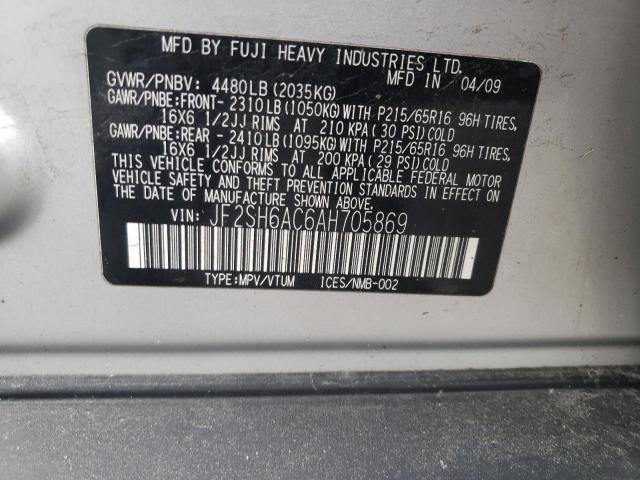 MFD BY FUJI HEAVY INDUSTRIES LTD.
MFD IN 04/09
GVWR/PNBV: 4480LB (2035KG)
GAWR/PNBE:FRONT- 2310LB(1050KG)WITH P215/65R16 96H TIRES,
16X6 1/2JJ RIMS AT 210 KPA( 30 PSI)COLD
GAWR/PNBE:REAR - 2410LB(1095KG)WITH P215/65R16 96H TIRES,
16X6 1/2JJ RIMS AT 200 KPA( 29 PSI)COLD
THIS VEHICLE CONFORMS TO ALL APPLICABLE FEDERAL MOTOR
VEHICLE SAFETY AND THEFT PREVENTION STANDARDS IN EFFECT ON
THE DATE OF MANUFACTURE SHOWN ABOVE.
VIN: JF2SH6AC6AH705869
TYPE:MPV/VTUM ICES/NMB-002